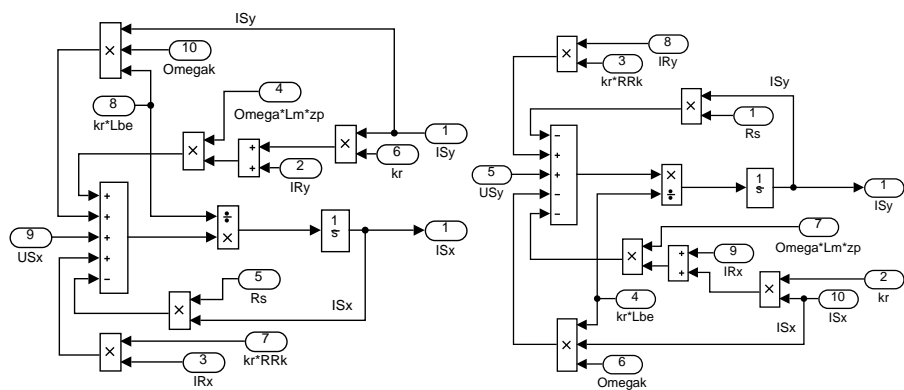 ISy
10
Omegak
8
kr*Lbe
4
Omega*Lm*zp
×
×
+
+
2
IRy
×
1
ISy
6
kr
9
USx
+
+
+
+
−
÷
×
1
s
1
ISx
5
Rs
×
ISx
×
7
kr*RRk
3
IRx
×
8
IRy
3
kr*RRk
ISy
×
1
Rs
−
+
+
−
−
5
USy
×
÷
1
s
1
ISy
7
Omega*Lm*zp
×
+
+
9
IRx
×
2
kr
10
ISx
ISx
4
kr*Lbe
×
6
Omegak